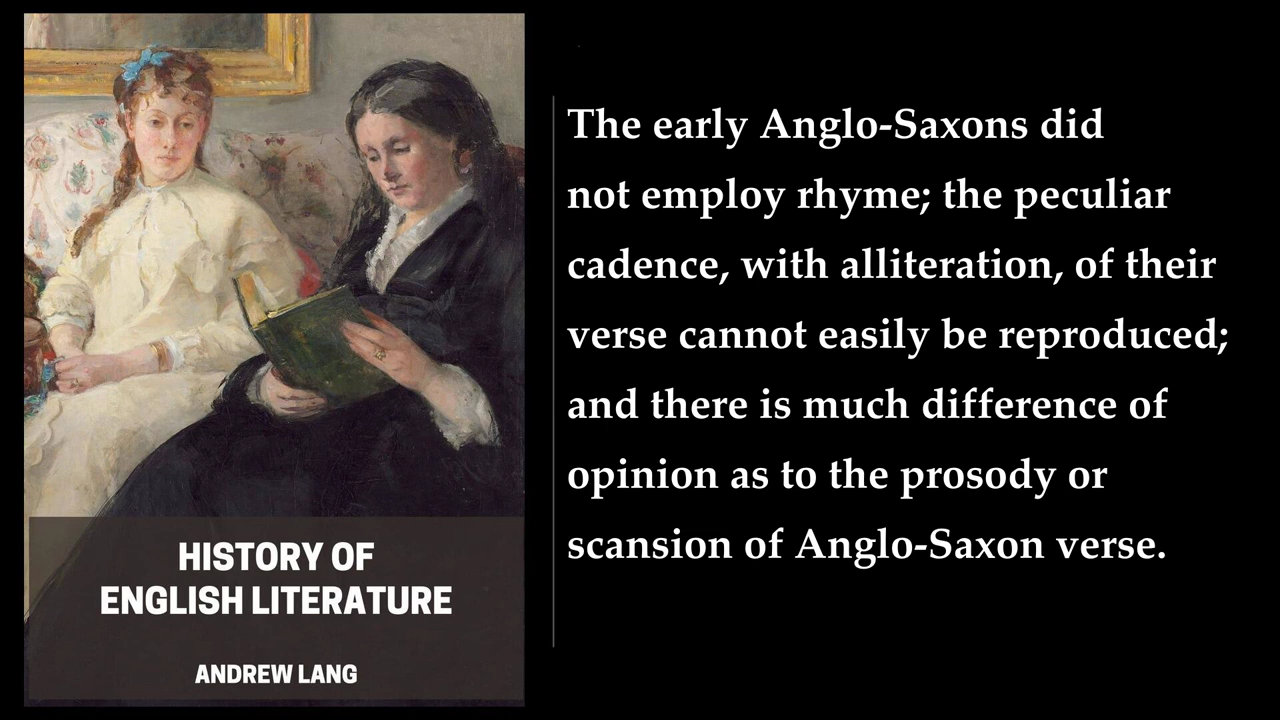 HISTORY OF
ENGLISH LITERATURE
ANDREW LANG
The early Anglo-Saxons did
not employ rhyme; the peculiar
cadence, with alliteration, of their
verse cannot easily be reproduced;
and there is much difference of
opinion as to the prosody or
scansion of Anglo-Saxon verse.